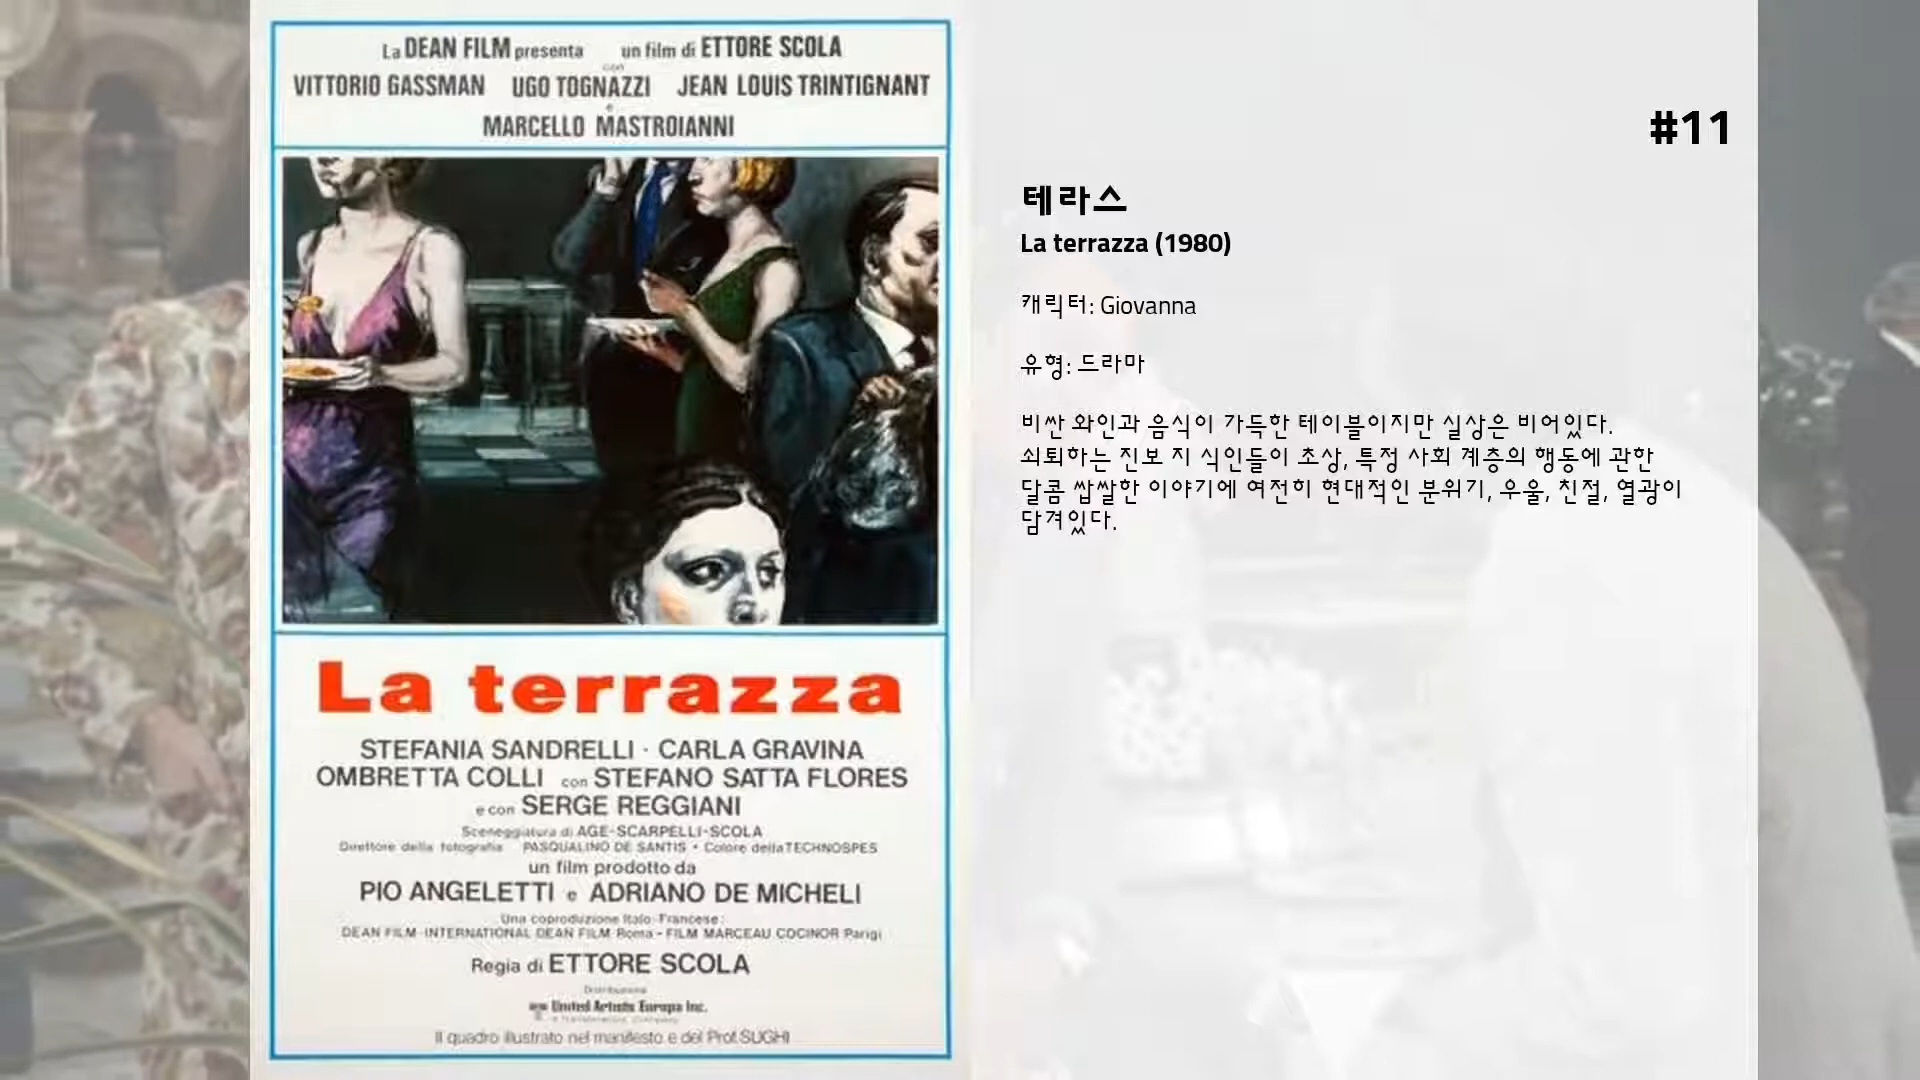 La DEAN FILM presenta un film di ETTORE SCOLA
con
VITTORIO GASSMAN UGO TOGNAZZI JEAN LOUIS TRINTIGNANT
e
MARCELLO MASTROIANNI
La terrazza
STEFANIA SANDRELLI · CARLA GRAVINA
OMBRETTA COLLI con STEFANO SATTA FLORES
e con SERGE REGGIANI
Sceneggiatura di AGE-SCARPELLI-SCOLA
Direttore della fotografia PASQUALINO DE SANTIS • Colore della TECHNOSPES
un film prodotto da
PIO ANGELETTI e ADRIANO DE MICHELI
Una coproduzione Italo-Francese:
DEAN FILM-INTERNATIONAL DEAN FILM Roma - FILM MARCEAU COCINOR Parigi
Regia di ETTORE SCOLA
Distribuzione
United Artists Europa Inc.
Il quadro illustrato nel manifesto e del Prof. SUGHI
#11
테라스
La terrazza (1980)
캐릭터: Giovanna
유형: 드라마
비싼 와인과 음식이 가득한 테이블이지만 실상은 비어있다.
쇠퇴하는 진보 지 식인들이 초상, 특정 사회 계층의 행동에 관한
달콤 쌉쌀한 이야기에 여전히 현대적인 분위기, 우울, 친절, 열광이
담겨있다.